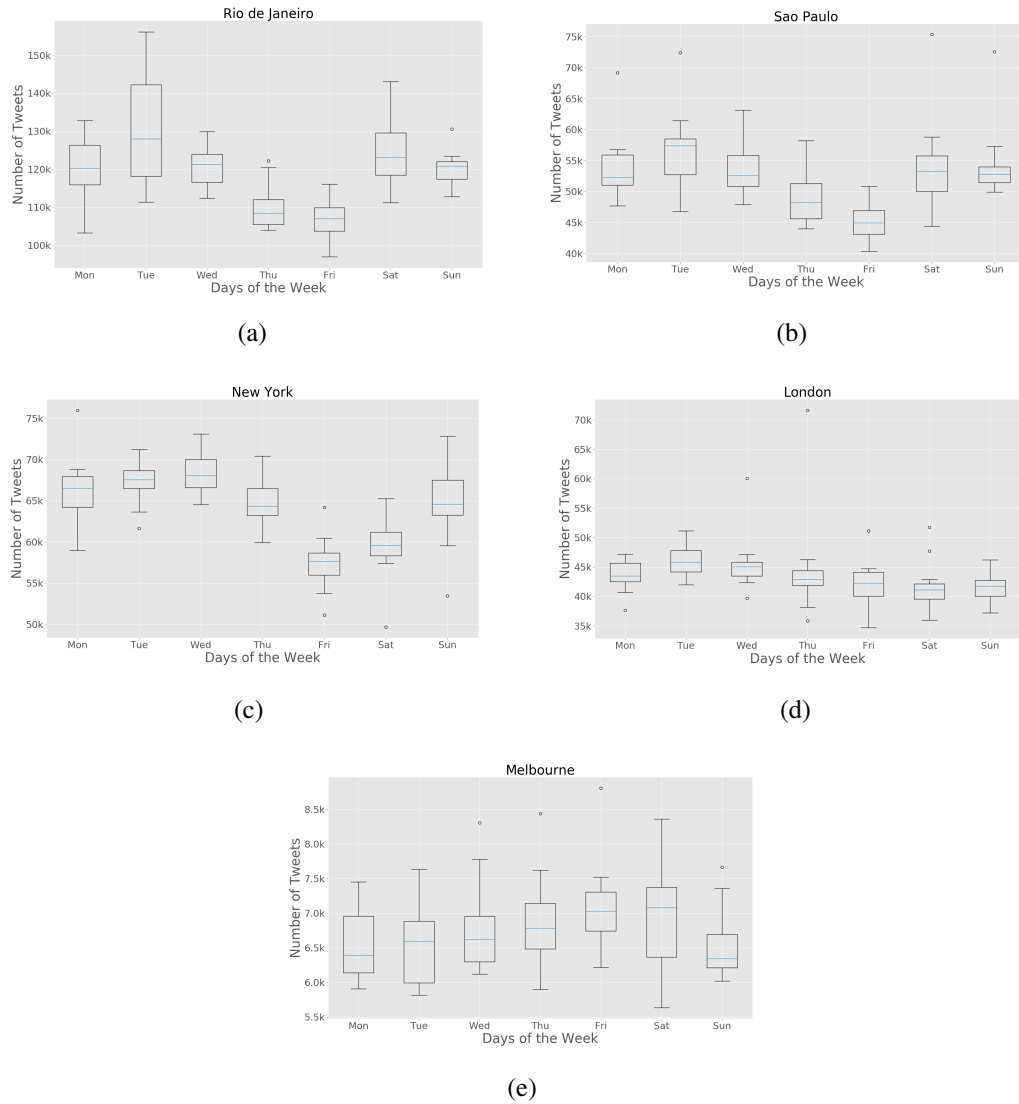 Rio de Janeiro
150k
140k
130k
120k
110k
100k
Number of Tweets
Mon Tue Wed Thu Fri Sat Sun
Days of the Week
(a)
Sao Paulo
75k
70k
65k
60k
55k
50k
45k
40k
Number of Tweets
Mon Tue Wed Thu Fri Sat Sun
Days of the Week
(b)
New York
75k
70k
65k
60k
55k
50k
Number of Tweets
Mon Tue Wed Thu Fri Sat Sun
Days of the Week
(c)
London
70k
65k
60k
55k
50k
45k
40k
35k
Number of Tweets
Mon Tue Wed Thu Fri Sat Sun
Days of the Week
(d)
Melbourne
8.5k
8.0k
7.5k
7.0k
6.5k
6.0k
5.5k
Number of Tweets
Mon Tue Wed Thu Fri Sat Sun
Days of the Week
(e)